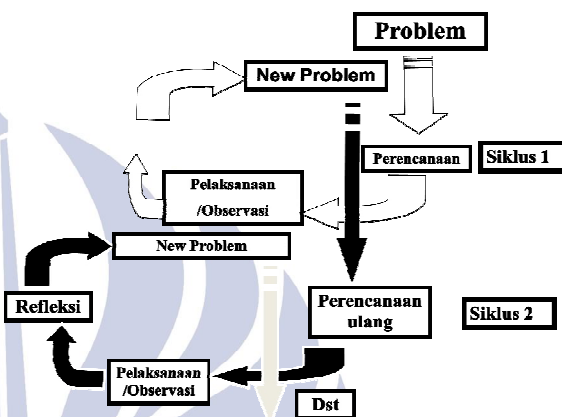 Problem
New Problem
Perencanaan
Siklus 1
Pelaksanaan
/Observasi
New Problem
Refleksi
Perencanaan
ulang
Siklus 2
Pelaksanaan
/Observasi
Dst